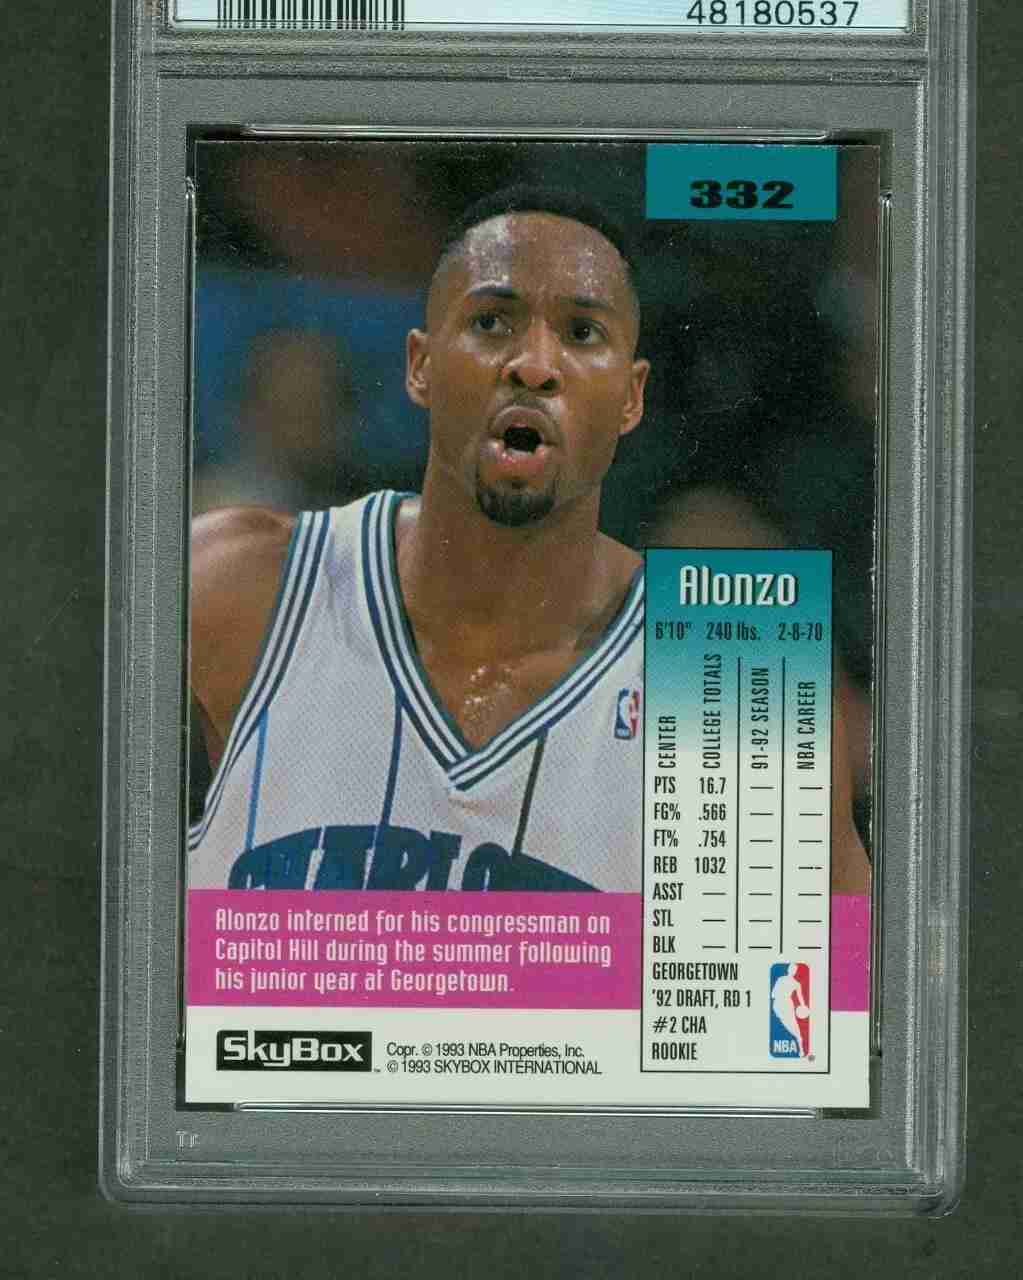 48180537
332
CHARLOTTE
Alonzo
6'10" 240 lbs. 2-8-70
CENTER COLLEGE TOTALS 91-92 SEASON NBA CAREER
PTS 16.7 — —
FG% .566 — —
FT% .754 — —
REB 1032 — —
ASST — — —
STL — — —
BLK — — —
GEORGETOWN
'92 DRAFT, RD 1
#2 CHA
ROOKIE
NBA
Alonzo interned for his congressman on
Capitol Hill during the summer following
his junior year at Georgetown.
SkyBox™
Copr. © 1993 NBA Properties, Inc.
© 1993 SKYBOX INTERNATIONAL